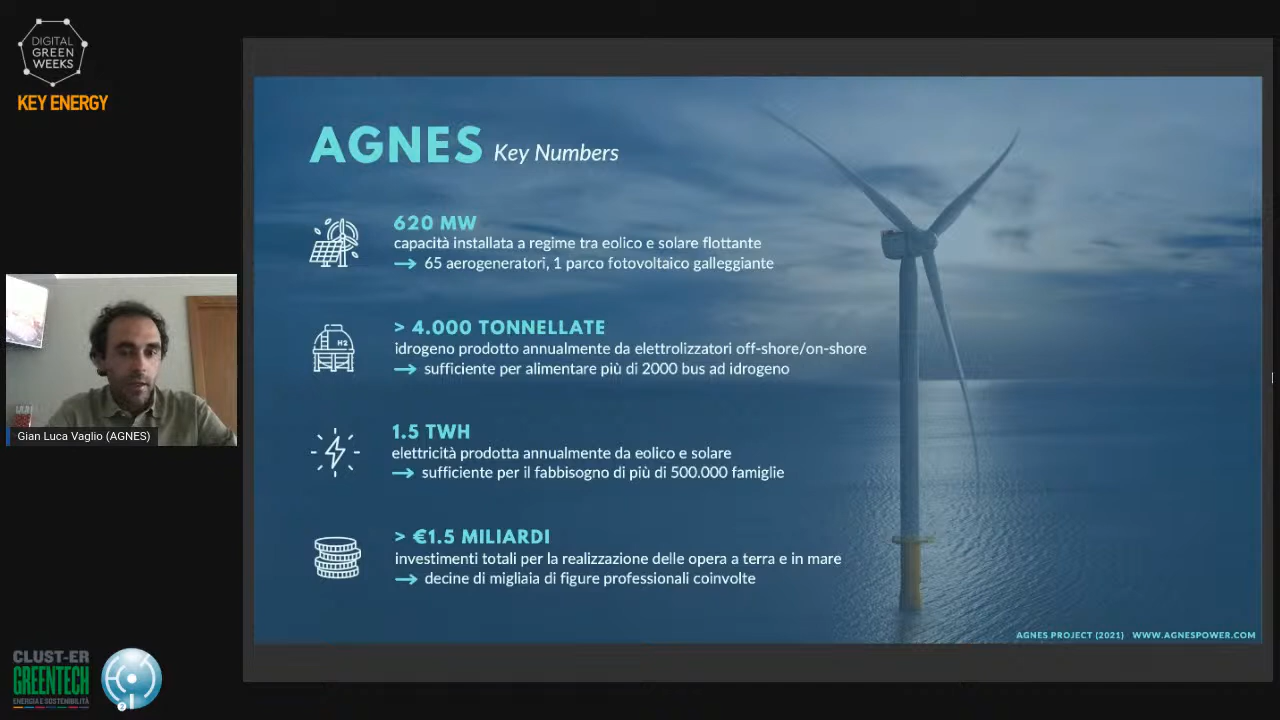 DIGITAL
GREEN
WEEKS
KEY ENERGY
AGNES Key Numbers
620 MW
capacità installata a regime tra eolico e solare flottante
→ 65 aerogeneratori, 1 parco fotovoltaico galleggiante
H2
> 4.000 TONNELLATE
idrogeno prodotto annualmente da elettrolizzatori off-shore/on-shore
→ sufficiente per alimentare più di 2000 bus ad idrogeno
1.5 TWH
elettricità prodotta annualmente da eolico e solare
→ sufficiente per il fabbisogno di più di 500.000 famiglie
> €1.5 MILIARDI
investimenti totali per la realizzazione delle opera a terra e in mare
→ decine di migliaia di figure professionali coinvolte
AGNES PROJECT (2021) WWW.AGNESPOWER.COM
Gian Luca Vaglio (AGNES)
CLUST-ER
GREENTECH
ENERGIA E SOSTENIBILITÀ
2